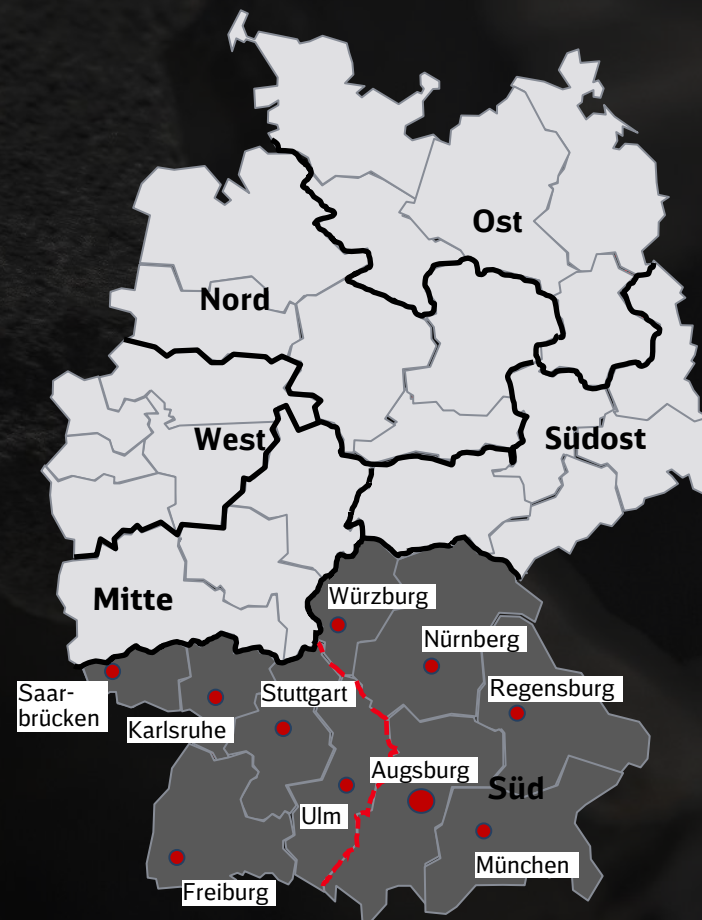 Ost
Nord
West
Südost
Mitte
Würzburg
Nürnberg
Saar-
brücken
Stuttgart
Regensburg
Karlsruhe
Augsburg
Süd
Ulm
München
Freiburg